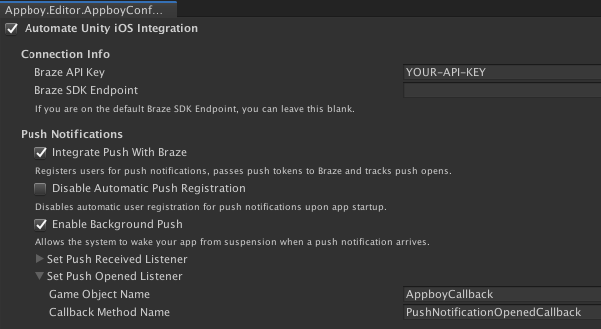 Appboy.Editor.AppboyConf...
Automate Unity iOS Integration
Connection Info
Braze API Key YOUR-API-KEY
Braze SDK Endpoint
If you are on the default Braze SDK Endpoint, you can leave this blank.
Push Notifications
Integrate Push With Braze
Registers users for push notifications, passes push tokens to Braze and tracks push opens.
Disable Automatic Push Registration
Disables automatic user registration for push notifications upon app startup.
Enable Background Push
Allows the system to wake your app from suspension when a push notification arrives.
Set Push Received Listener
Set Push Opened Listener
Game Object Name AppboyCallback
Callback Method Name PushNotificationOpenedCallback